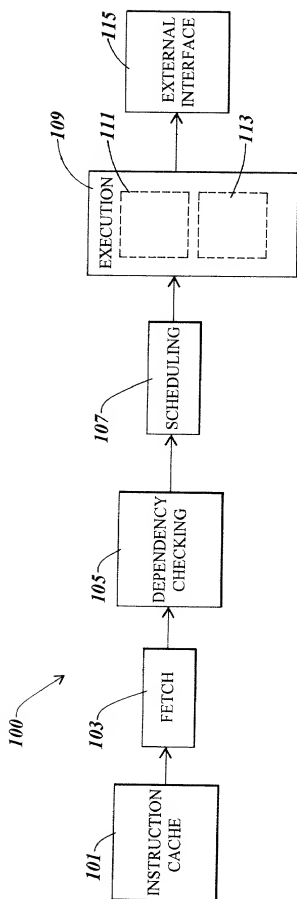 100
101
INSTRUCTION
CACHE
103
FETCH
105
DEPENDENCY
CHECKING
107
SCHEDULING
109
EXECUTION
111
113
115
EXTERNAL
INTERFACE